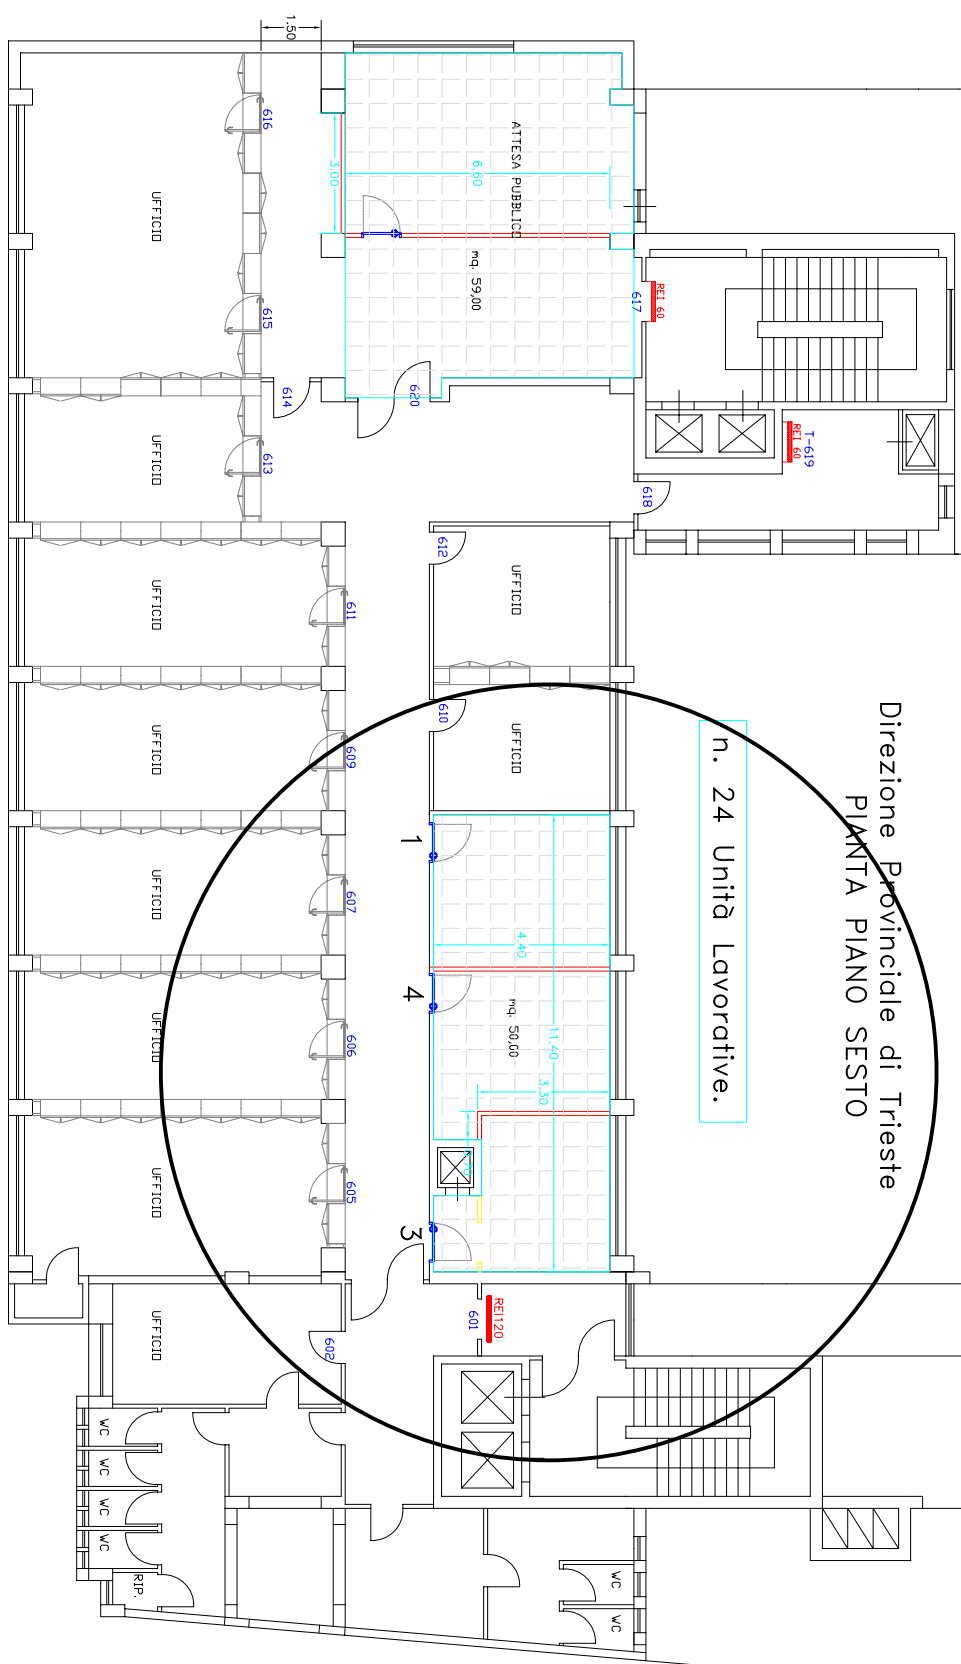 Direzione Provinciale di Trieste
PIANTA PIANO SESTO
n. 24 Unità Lavorative.
1.50
616
UFFICIO
615
3.00
ATTESA PUBBLICO
6.60
mq. 59,00
617
REI 60
614
620
T-619
REI 60
618
613
UFFICIO
612
UFFICIO
611
UFFICIO
610
UFFICIO
609
UFFICIO
1
607
UFFICIO
4.40
4
mq. 50,00
11.40
3.30
606
UFFICIO
605
UFFICIO
3
REI120
601
602
UFFICIO
WC
WC
WC
WC
RIP.
WC
WC